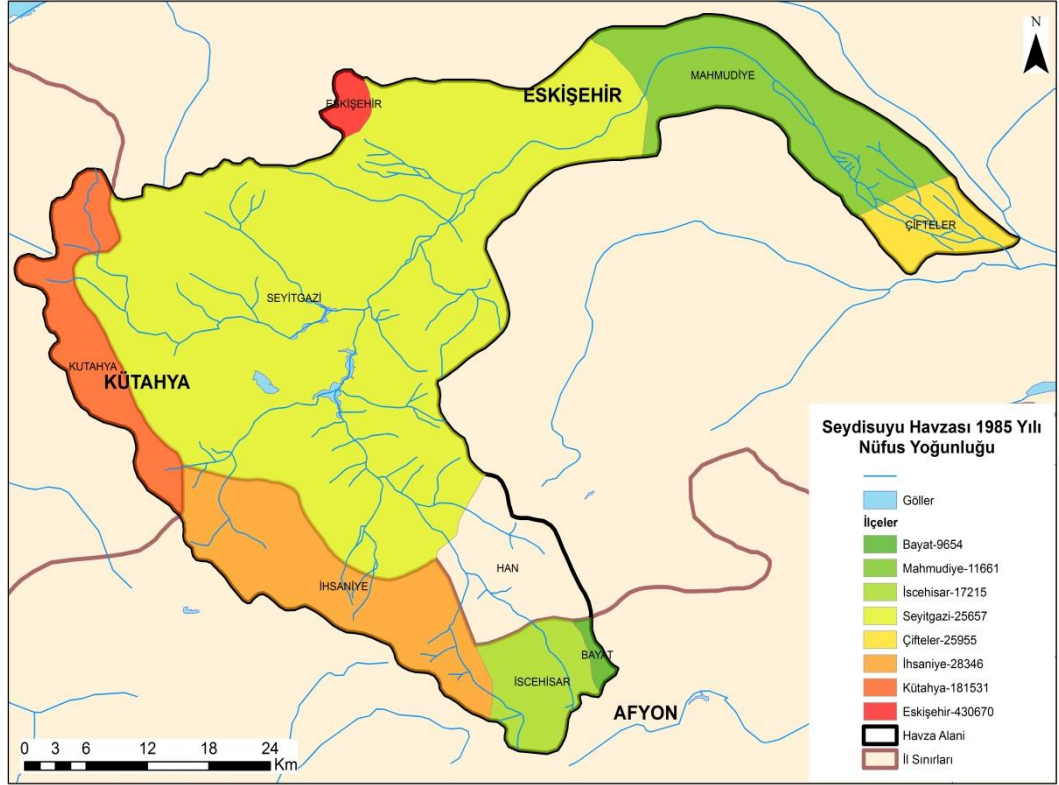 N
MAHMUDİYE
ESKİŞEHİR
ESKİŞEHİR
ÇİFTELER
SEYİTGAZİ
KUTAHYA
KÜTAHYA
HAN
İHSANİYE
BAYAT
İSCEHİSAR
AFYON
Seydisuyu Havzası 1985 Yılı
Nüfus Yoğunluğu
Göller
İlçeler
Bayat-9654
Mahmudiye-11661
İscehisar-17215
Seyitgazi-25657
Çifteler-25955
İhsaniye-28346
Kütahya-181531
Eskişehir-430670
Havza Alani
İl Sınırları
0 3 6 12 18 24
Km